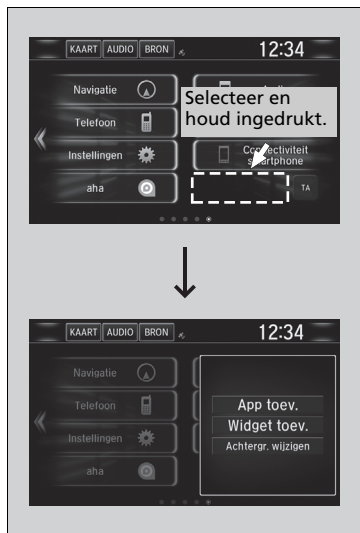 KAART AUDIO BRON 12:34
Navigatie
Selecteer en
houd ingedrukt.
Telefoon
Instellingen
Connectiviteit
smartphone
aha
TA
KAART AUDIO BRON 12:34
Navigatie
Telefoon
Instellingen
aha
App toev.
Widget toev.
Achtergr. wijzigen